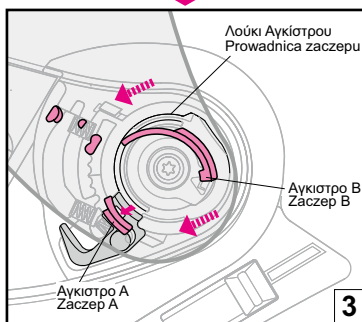 Λούκι Αγκίστρου
Prowadnica zaczepu
Αγκιστρο Β
Zaczep B
Αγκιστρο Α
Zaczep A
3